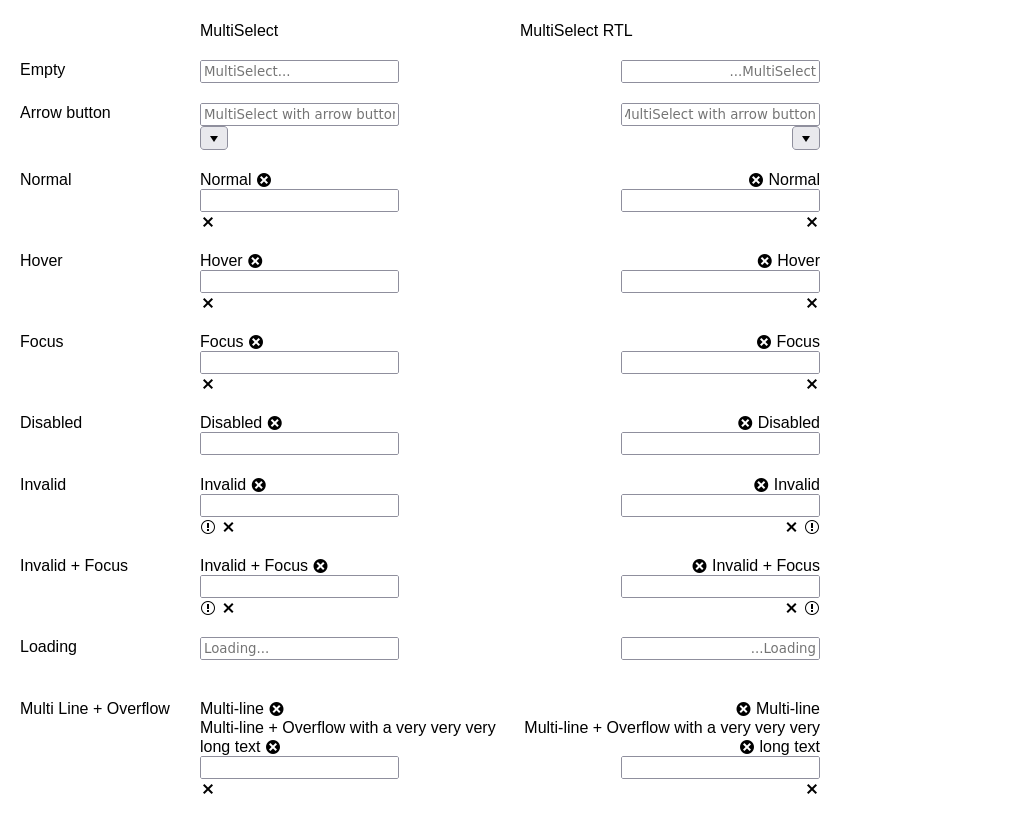 MultiSelect MultiSelect RTL
Empty MultiSelect... ...MultiSelect
Arrow button MultiSelect with arrow button MultiSelect with arrow button
Normal Normal Normal
Hover Hover Hover
Focus Focus Focus
Disabled Disabled Disabled
Invalid Invalid Invalid
Invalid + Focus Invalid + Focus Invalid + Focus
Loading Loading... ...Loading
Multi Line + Overflow Multi-line Multi-line
Multi-line + Overflow with a very very very Multi-line + Overflow with a very very very
long text long text